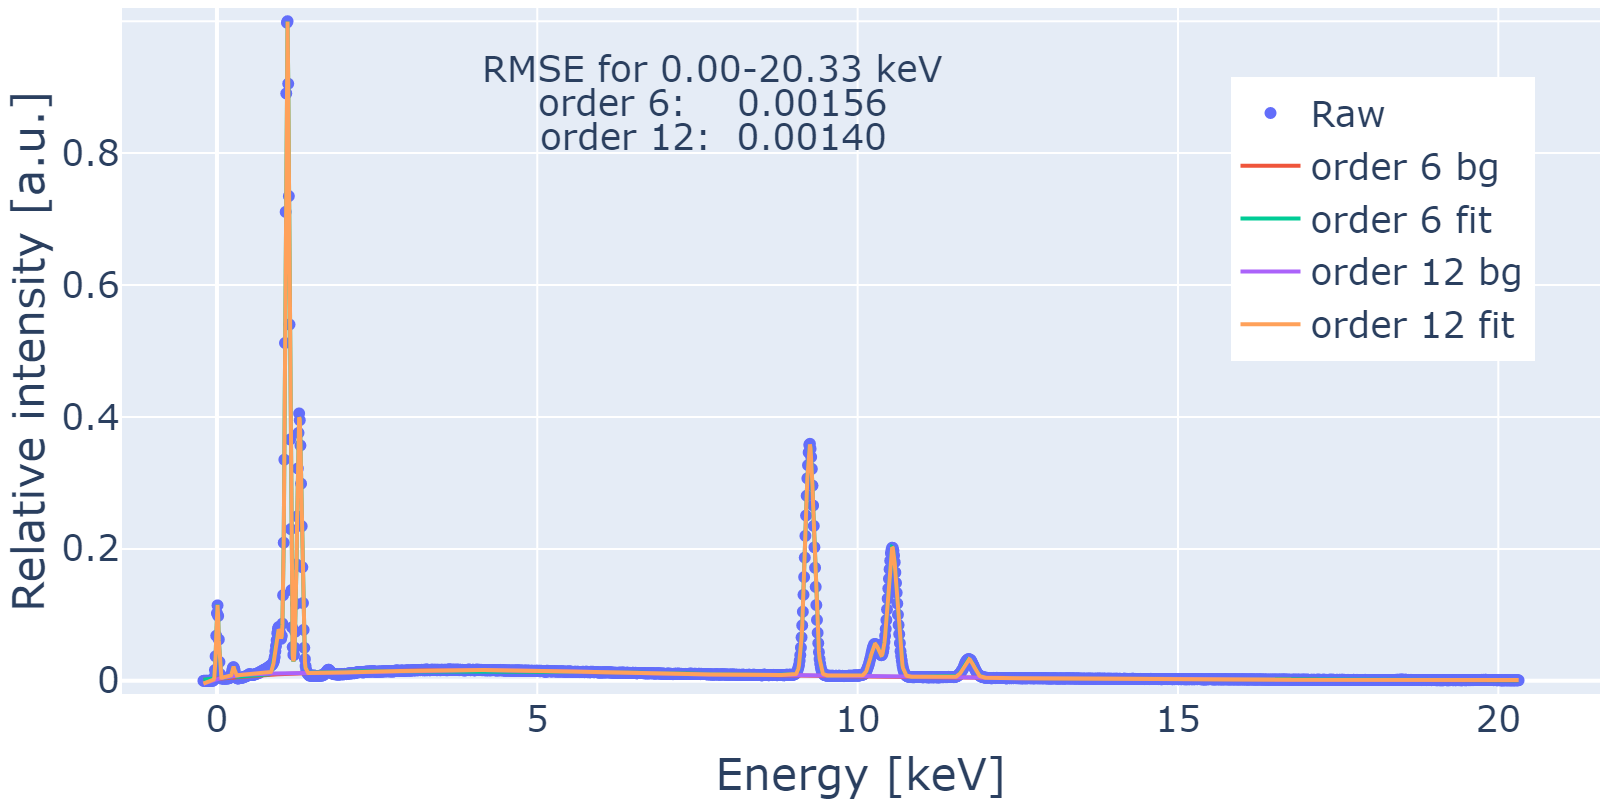 RMSE for 0.00-20.33 keV
order 6: 0.00156
order 12: 0.00140
Raw
order 6 bg
order 6 fit
order 12 bg
order 12 fit
Relative intensity [a.u.]
0.8
0.6
0.4
0.2
0
0 5 10 15 20
Energy [keV]